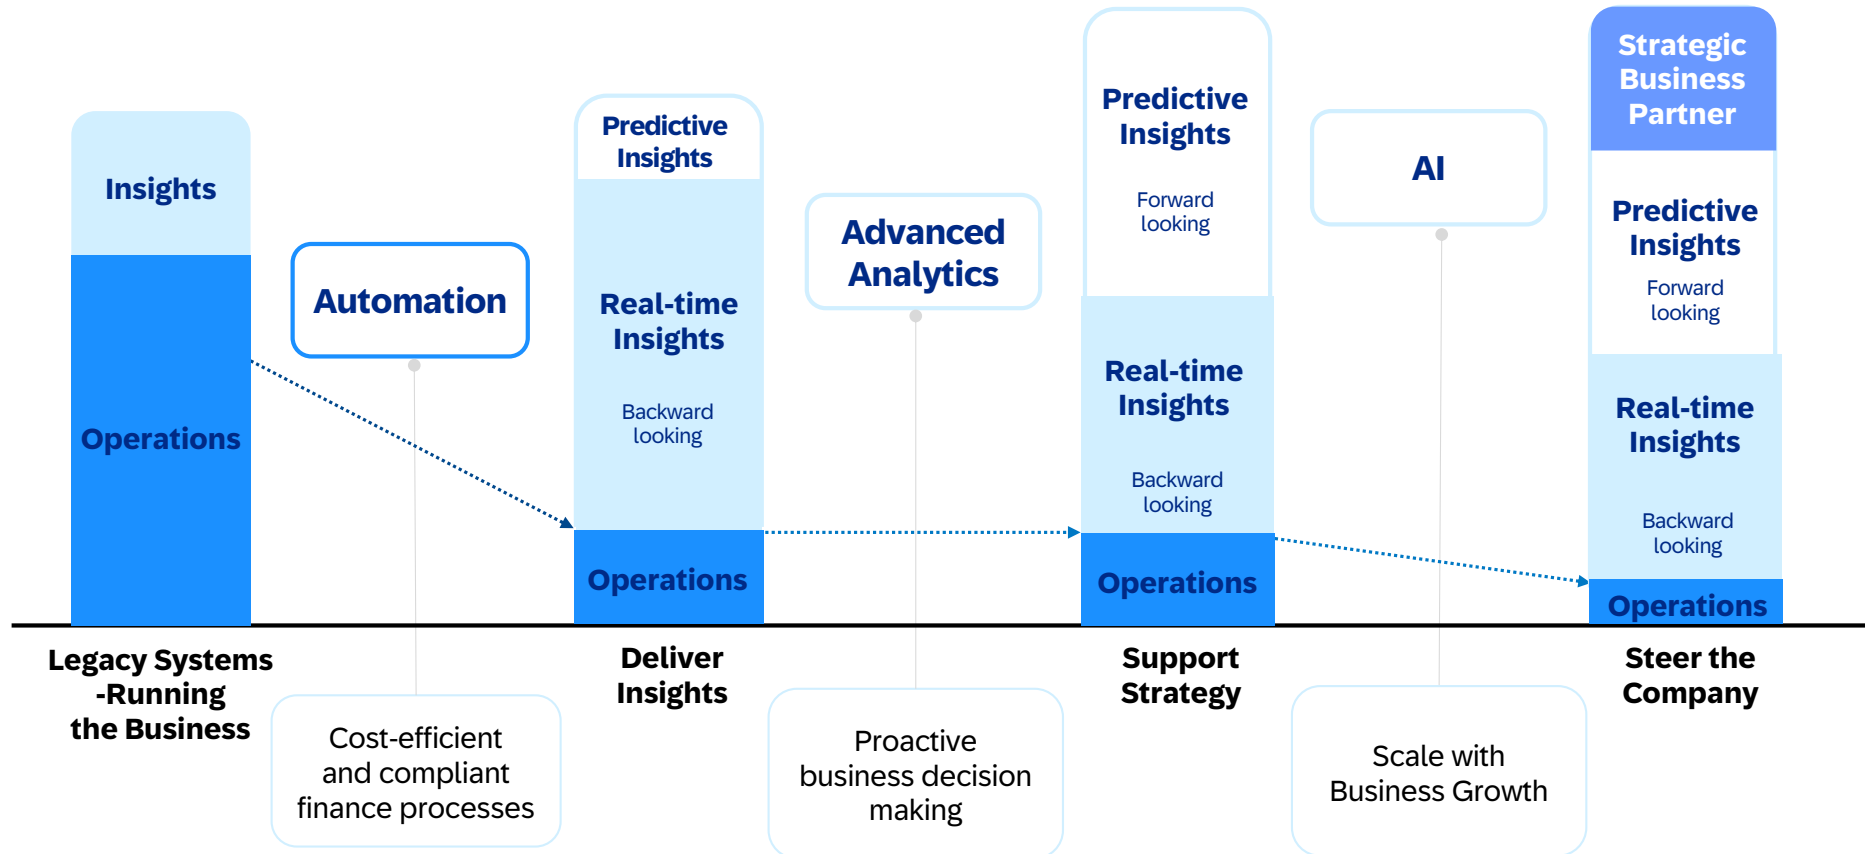 Insights
Operations
Legacy Systems
-Running
the Business
Automation
Cost-efficient
and compliant
finance processes
Predictive
Insights
Real-time
Insights
Backward
looking
Operations
Deliver
Insights
Advanced
Analytics
Proactive
business decision
making
Predictive
Insights
Forward
looking
Real-time
Insights
Backward
looking
Operations
Support
Strategy
AI
Scale with
Business Growth
Strategic
Business
Partner
Predictive
Insights
Forward
looking
Real-time
Insights
Backward
looking
Operations
Steer the
Company